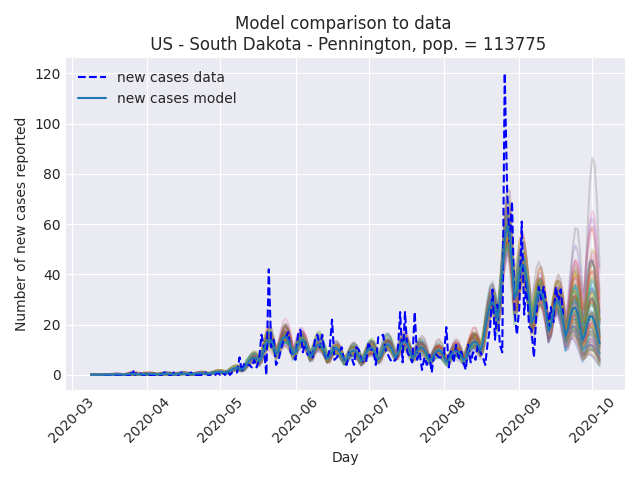 Model comparison to data
US - South Dakota - Pennington, pop. = 113775
new cases data
new cases model
Number of new cases reported
120
100
80
60
40
20
0
2020-03
2020-04
2020-05
2020-06
2020-07
2020-08
2020-09
2020-10
Day